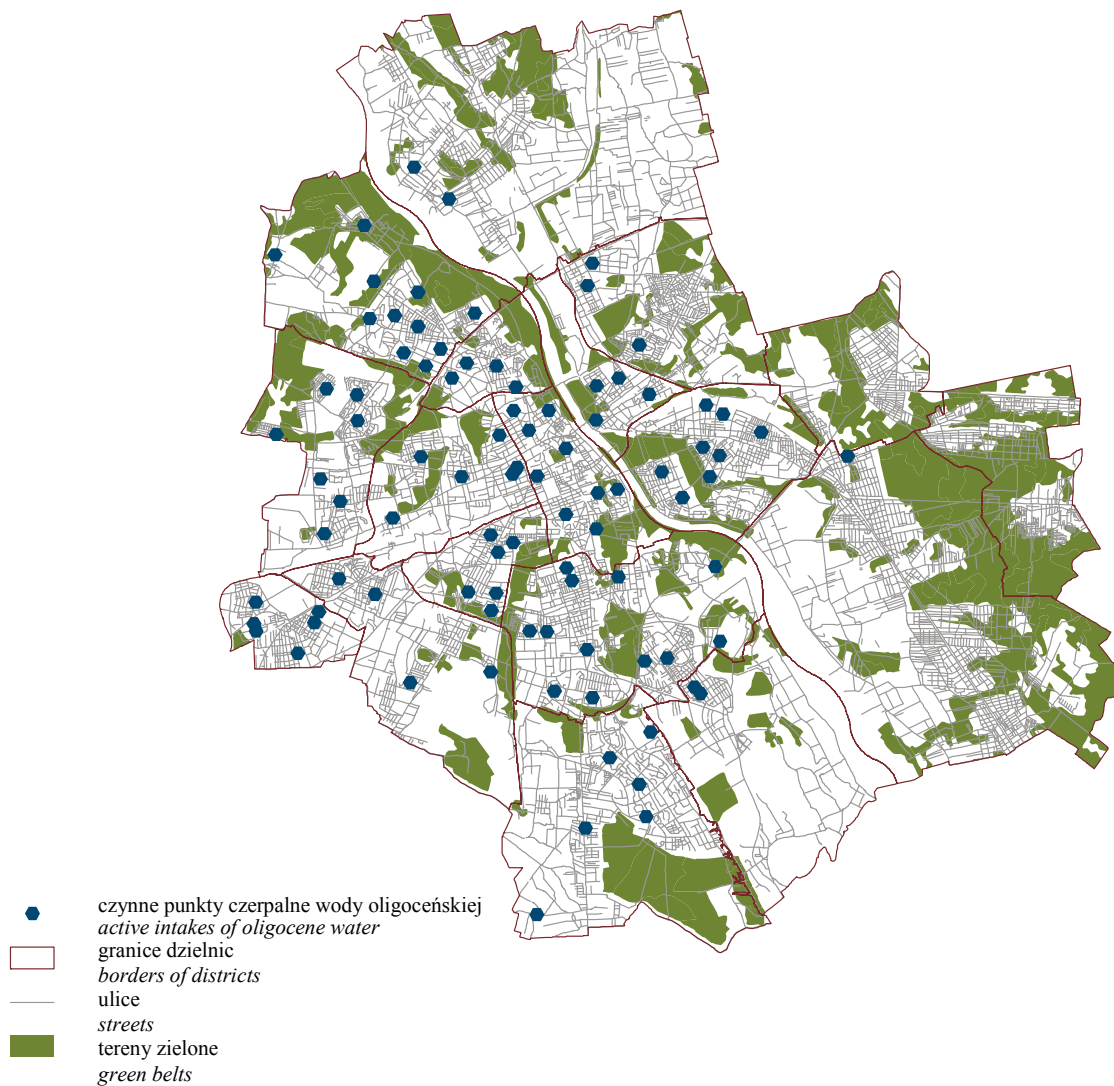 czynne punkty czerpalne wody oligoceńskiej
active intakes of oligocene water
granice dzielnic
borders of districts
ulice
streets
tereny zielone
green belts